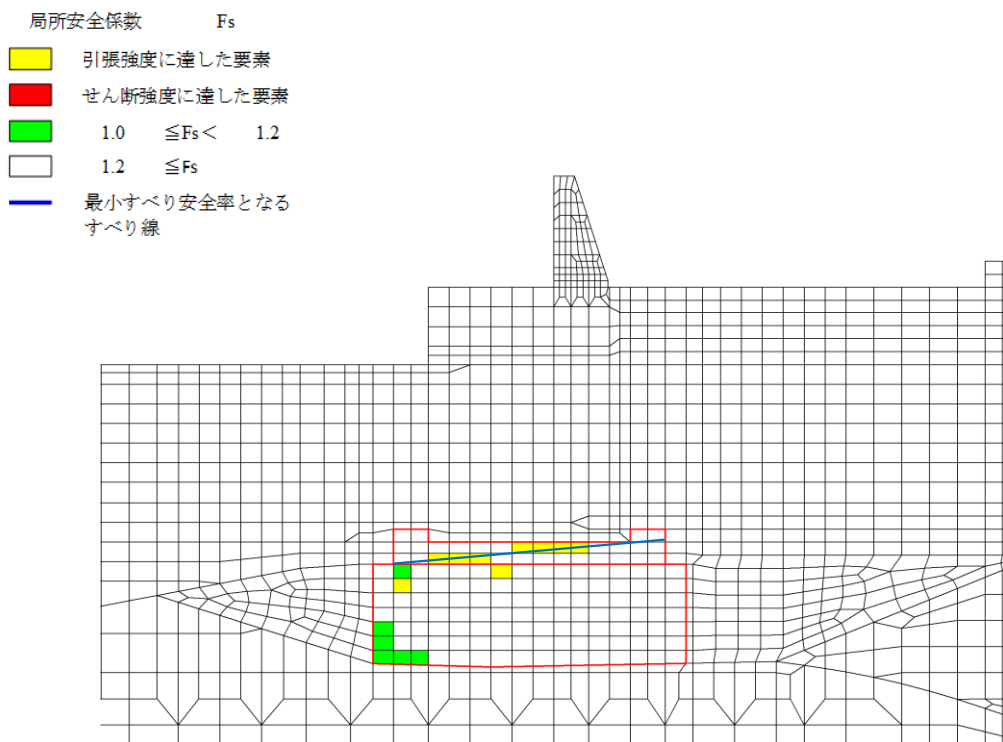 局所安全係数 Fs
引張強度に達した要素
せん断強度に達した要素
1.0 ≦Fs＜ 1.2
1.2 ≦Fs
最小すべり安全率となる
すべり線